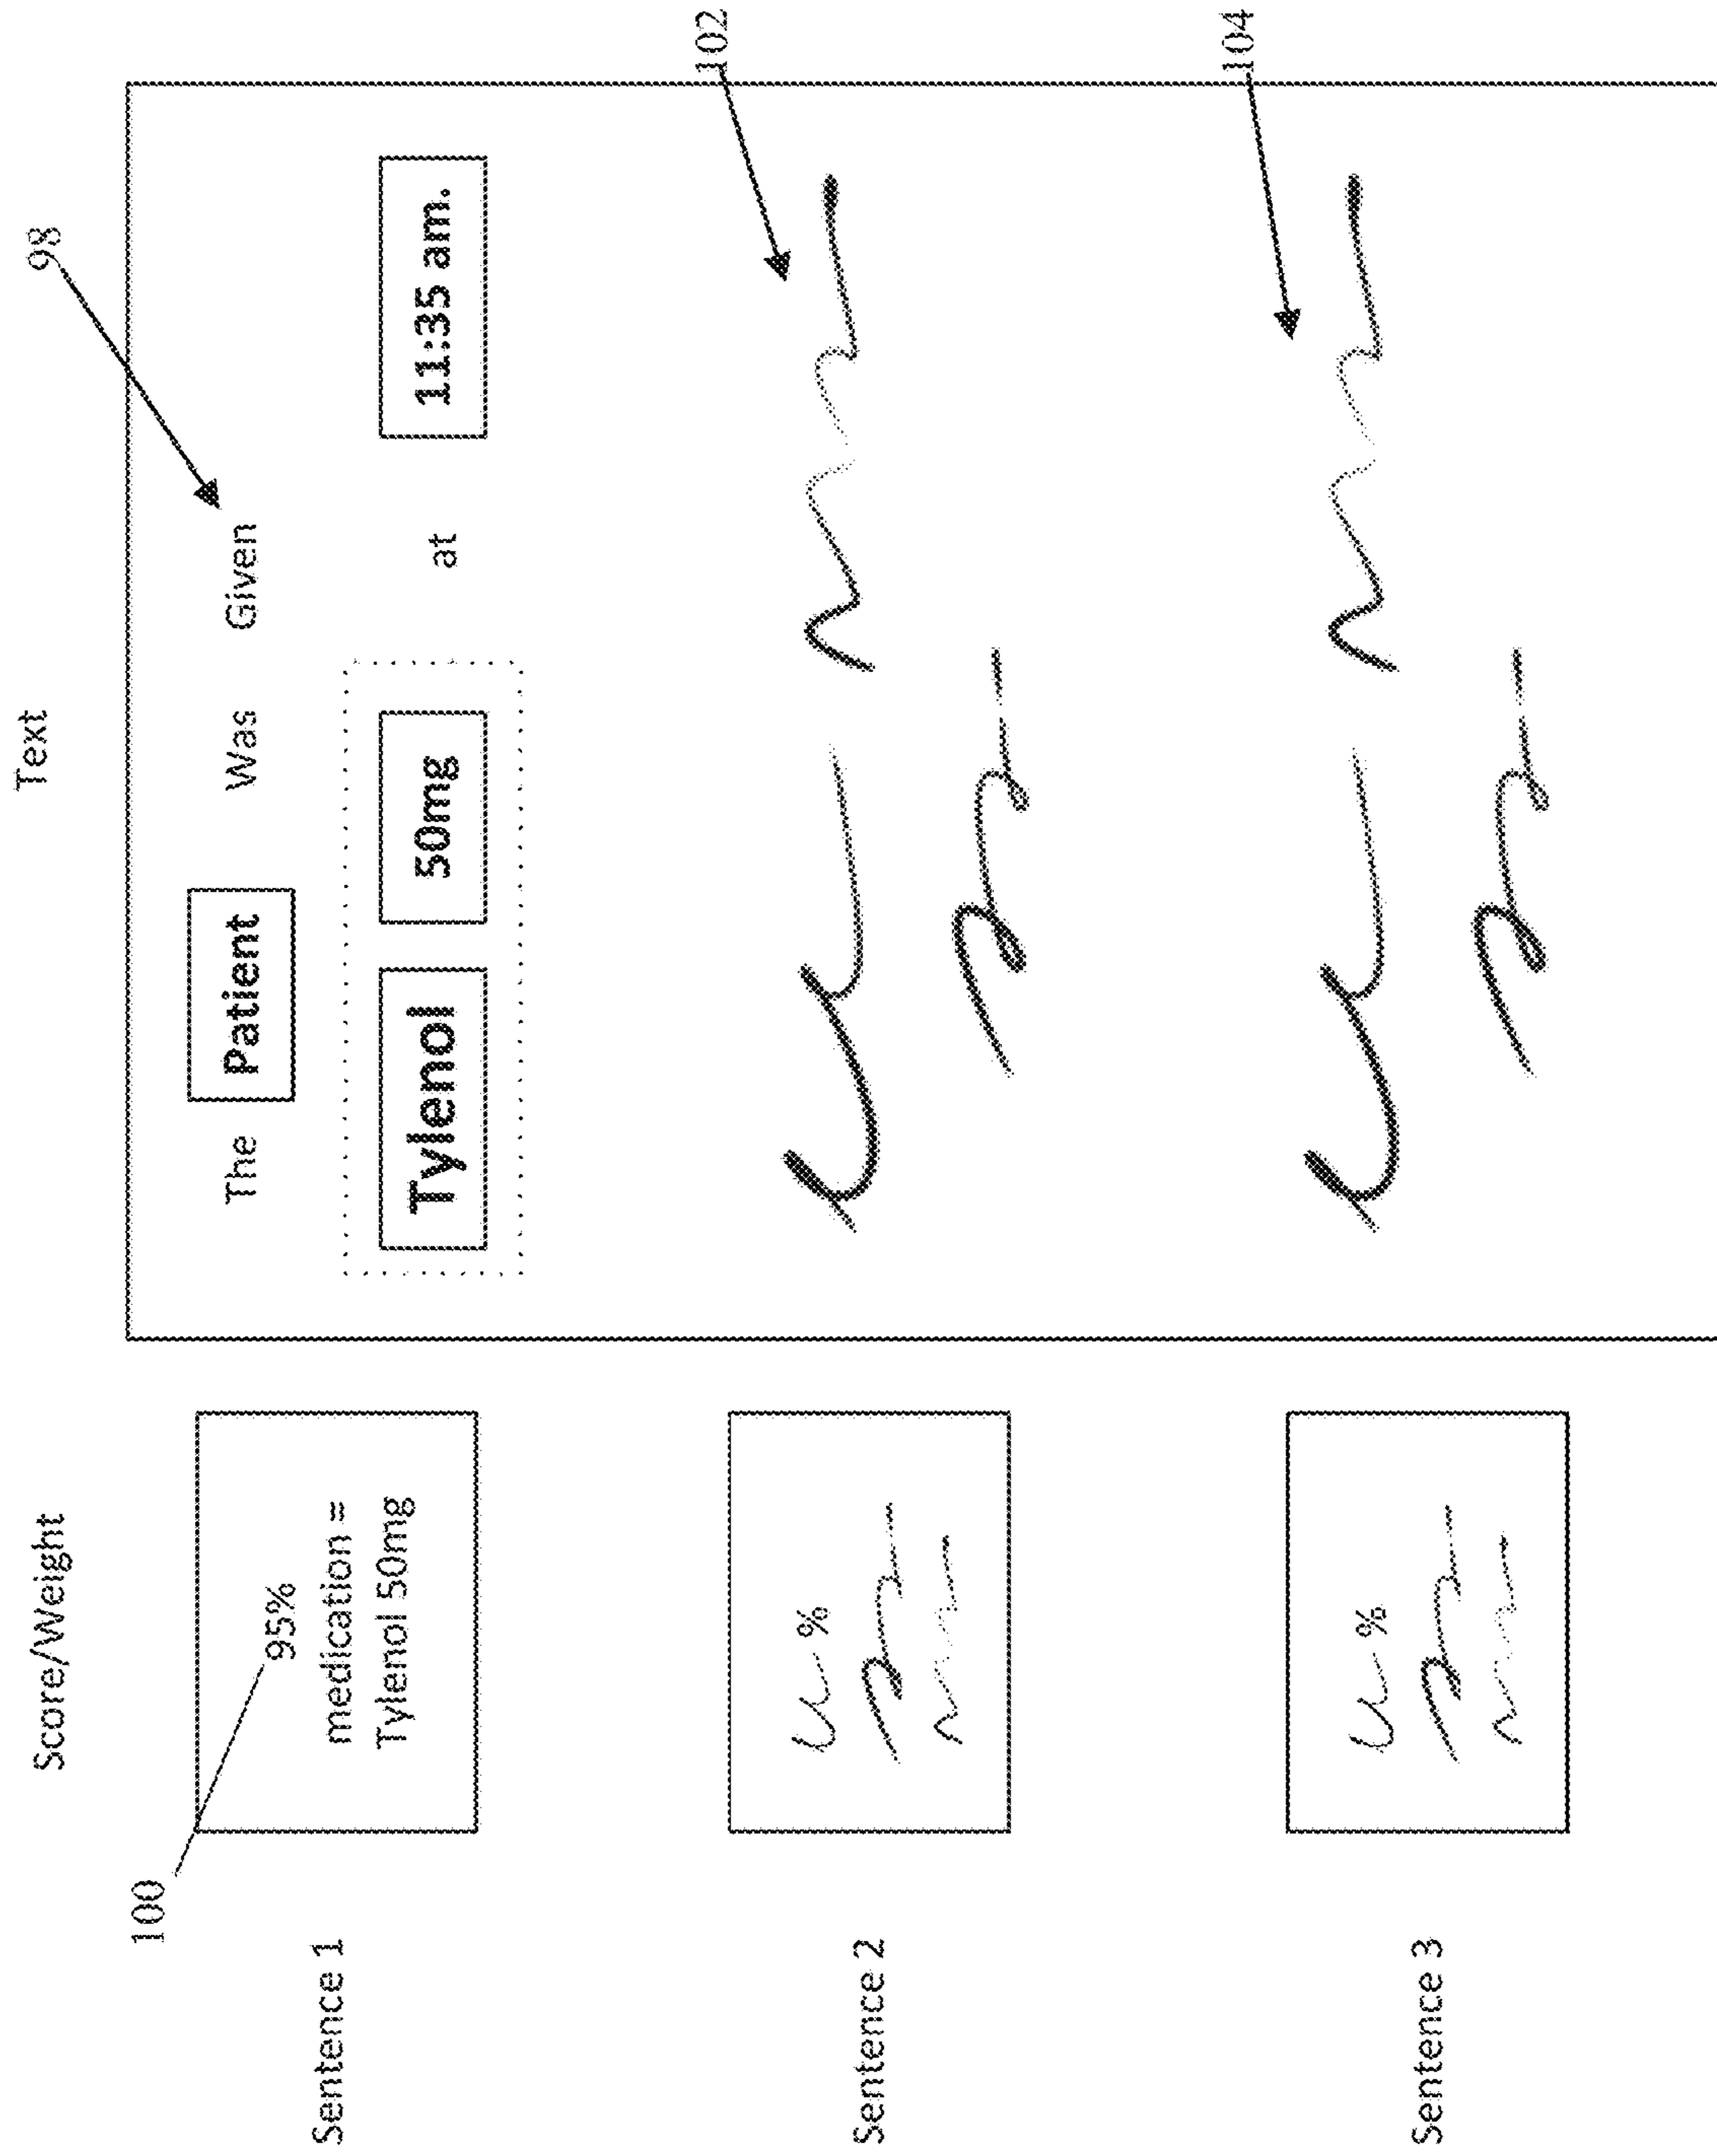 Score/Weight
Text
98
100
Sentence 1
95%
medication =
Tylenol 50mg
The Patient Was Given
Tylenol 50mg at 11:35 am.
102
Sentence 2
%
104
Sentence 3
%